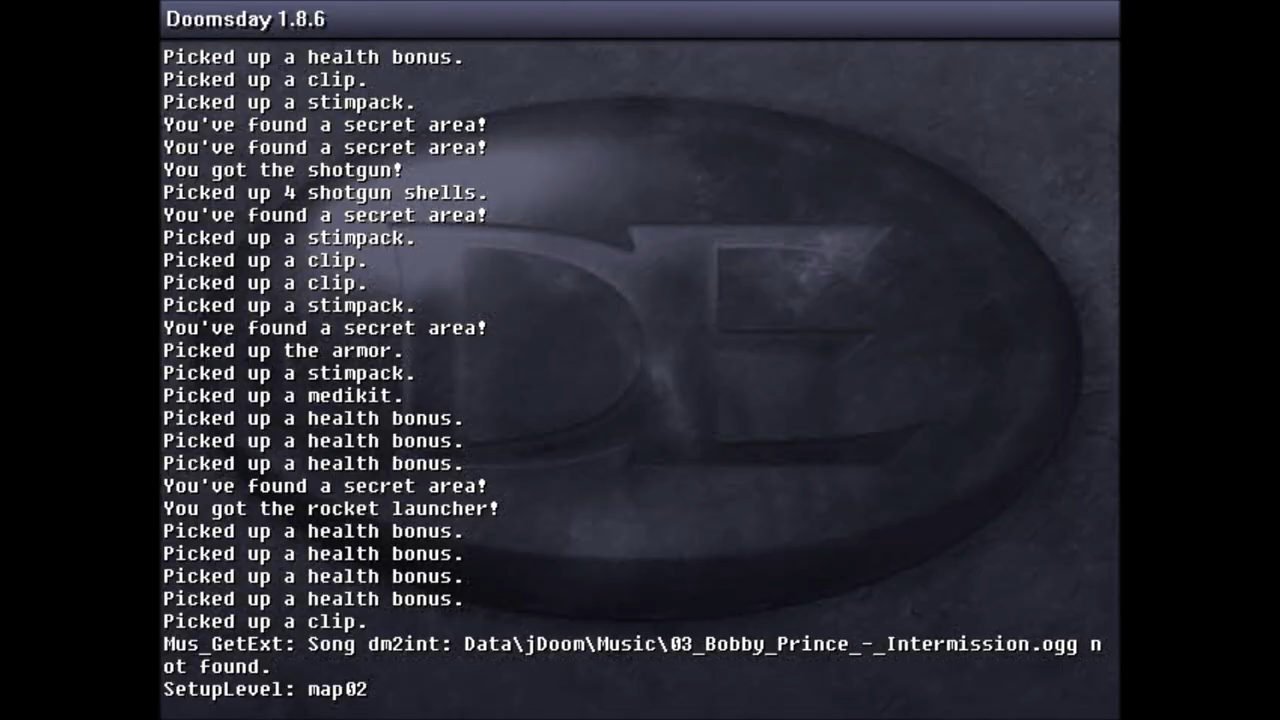 Doomsday 1.8.6
Picked up a health bonus.
Picked up a clip.
Picked up a stimpack.
You've found a secret area!
You've found a secret area!
You got the shotgun!
Picked up 4 shotgun shells.
You've found a secret area!
Picked up a stimpack.
Picked up a clip.
Picked up a clip.
Picked up a stimpack.
You've found a secret area!
Picked up the armor.
Picked up a stimpack.
Picked up a medikit.
Picked up a health bonus.
Picked up a health bonus.
Picked up a health bonus.
You've found a secret area!
You got the rocket launcher!
Picked up a health bonus.
Picked up a health bonus.
Picked up a health bonus.
Picked up a health bonus.
Picked up a clip.
Mus_GetExt: Song dm2int: Data\jDoom\Music\03_Bobby_Prince_-_Intermission.ogg n
ot found.
SetupLevel: map02
DE